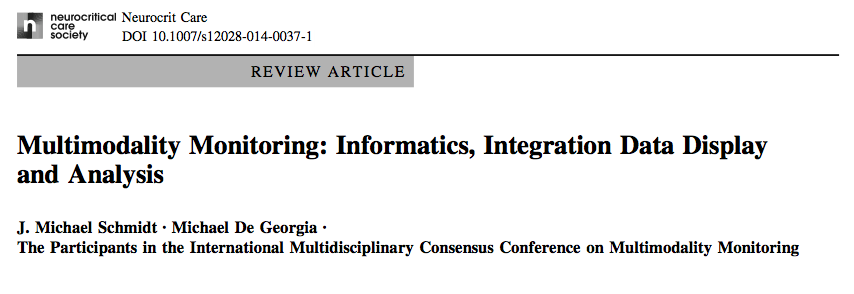 neurocritical
care
society
Neurocrit Care
DOI 10.1007/s12028-014-0037-1
REVIEW ARTICLE
Multimodality Monitoring: Informatics, Integration Data Display
and Analysis
J. Michael Schmidt · Michael De Georgia ·
The Participants in the International Multidisciplinary Consensus Conference on Multimodality Monitoring